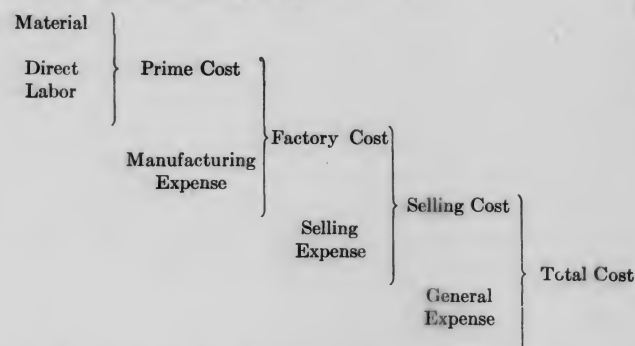 Material
Direct
Labor
Prime Cost
Manufacturing
Expense
Factory Cost
Selling
Expense
Selling Cost
General
Expense
Total Cost